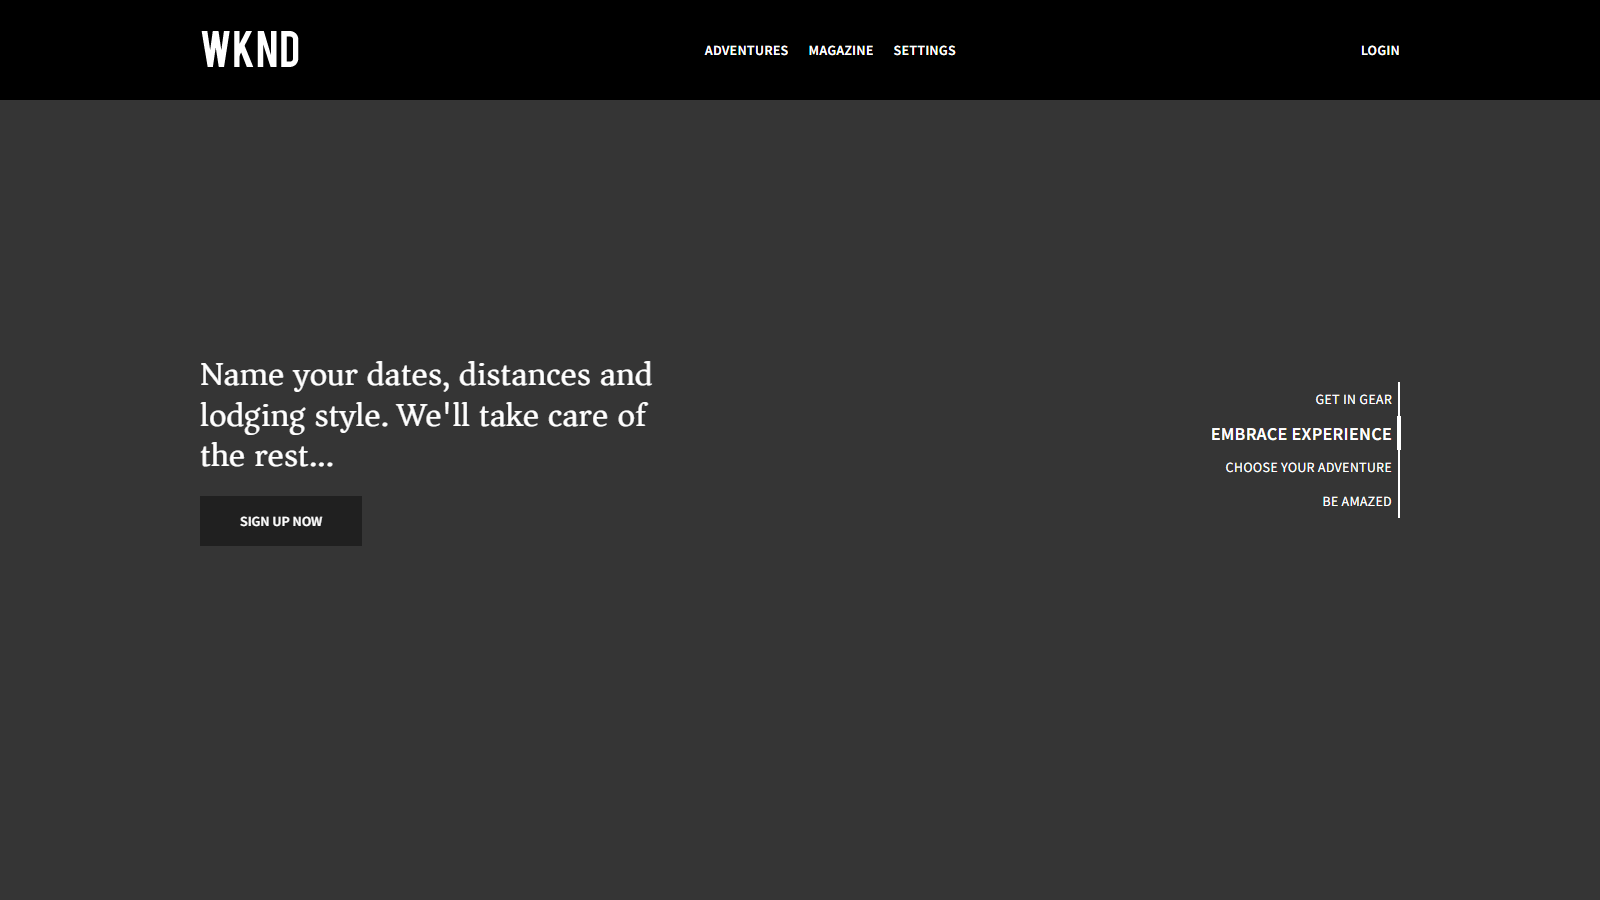 WKND
ADVENTURES MAGAZINE SETTINGS
LOGIN
Name your dates, distances and
lodging style. We'll take care of
the rest...
SIGN UP NOW
GET IN GEAR
EMBRACE EXPERIENCE
CHOOSE YOUR ADVENTURE
BE AMAZED